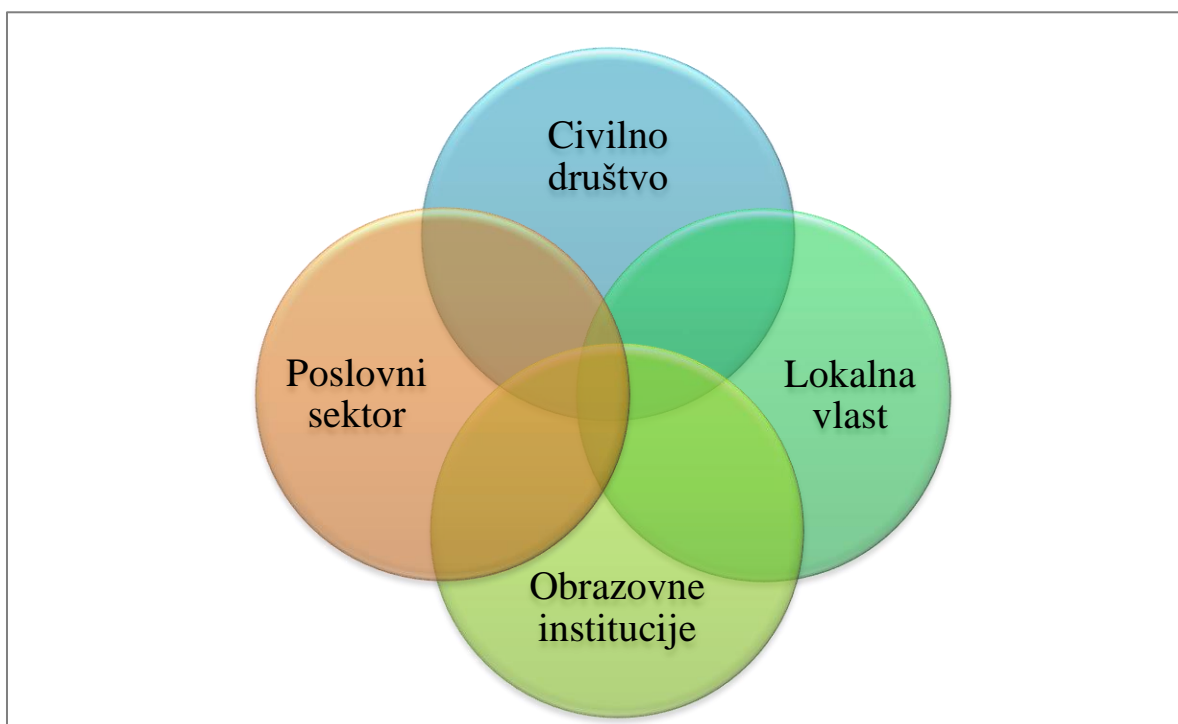 Civilno
društvo
Poslovni
sektor
Lokalna
vlast
Obrazovne
institucije